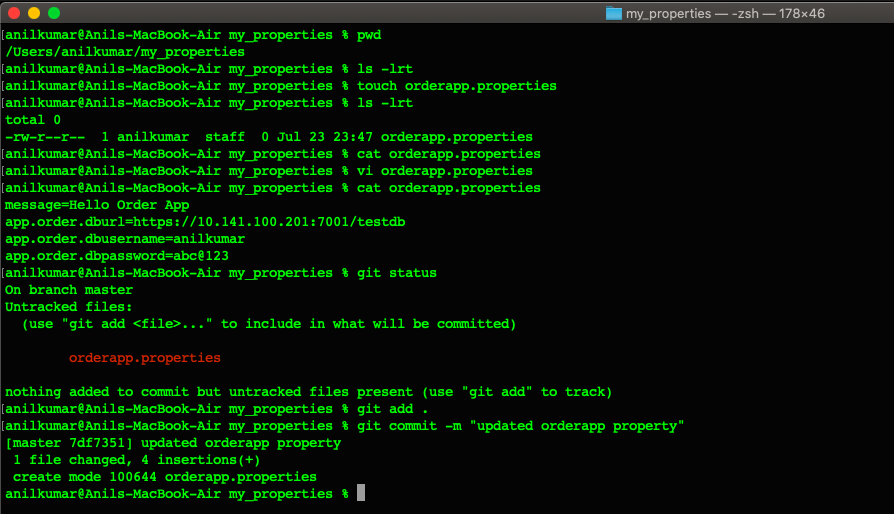 my_properties — -zsh — 178×46
[anilkumar@Anils-MacBook-Air my_properties % pwd
/Users/anilkumar/my_properties
[anilkumar@Anils-MacBook-Air my_properties % ls -lrt
[anilkumar@Anils-MacBook-Air my_properties % touch orderapp.properties
[anilkumar@Anils-MacBook-Air my_properties % ls -lrt
total 0
-rw-r--r--  1 anilkumar  staff  0 Jul 23 23:47 orderapp.properties
[anilkumar@Anils-MacBook-Air my_properties % cat orderapp.properties
[anilkumar@Anils-MacBook-Air my_properties % vi orderapp.properties
[anilkumar@Anils-MacBook-Air my_properties % cat orderapp.properties
message=Hello Order App
app.order.dburl=https://10.141.100.201:7001/testdb
app.order.dbusername=anilkumar
app.order.dbpassword=abc@123
[anilkumar@Anils-MacBook-Air my_properties % git status
On branch master
Untracked files:
  (use "git add <file>..." to include in what will be committed)
        orderapp.properties
nothing added to commit but untracked files present (use "git add" to track)
[anilkumar@Anils-MacBook-Air my_properties % git add .
[anilkumar@Anils-MacBook-Air my_properties % git commit -m "updated orderapp property"
[master 7df7351] updated orderapp property
 1 file changed, 4 insertions(+)
 create mode 100644 orderapp.properties
anilkumar@Anils-MacBook-Air my_properties %